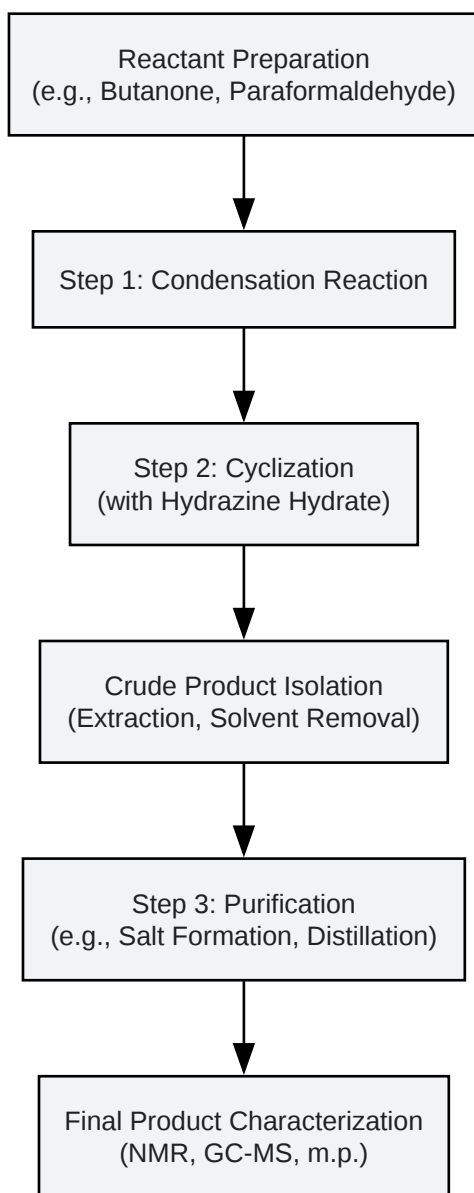 Reactant Preparation
(e.g., Butanone, Paraformaldehyde)
Step 1: Condensation Reaction
Step 2: Cyclization
(with Hydrazine Hydrate)
Crude Product Isolation
(Extraction, Solvent Removal)
Step 3: Purification
(e.g., Salt Formation, Distillation)
Final Product Characterization
(NMR, GC-MS, m.p.)